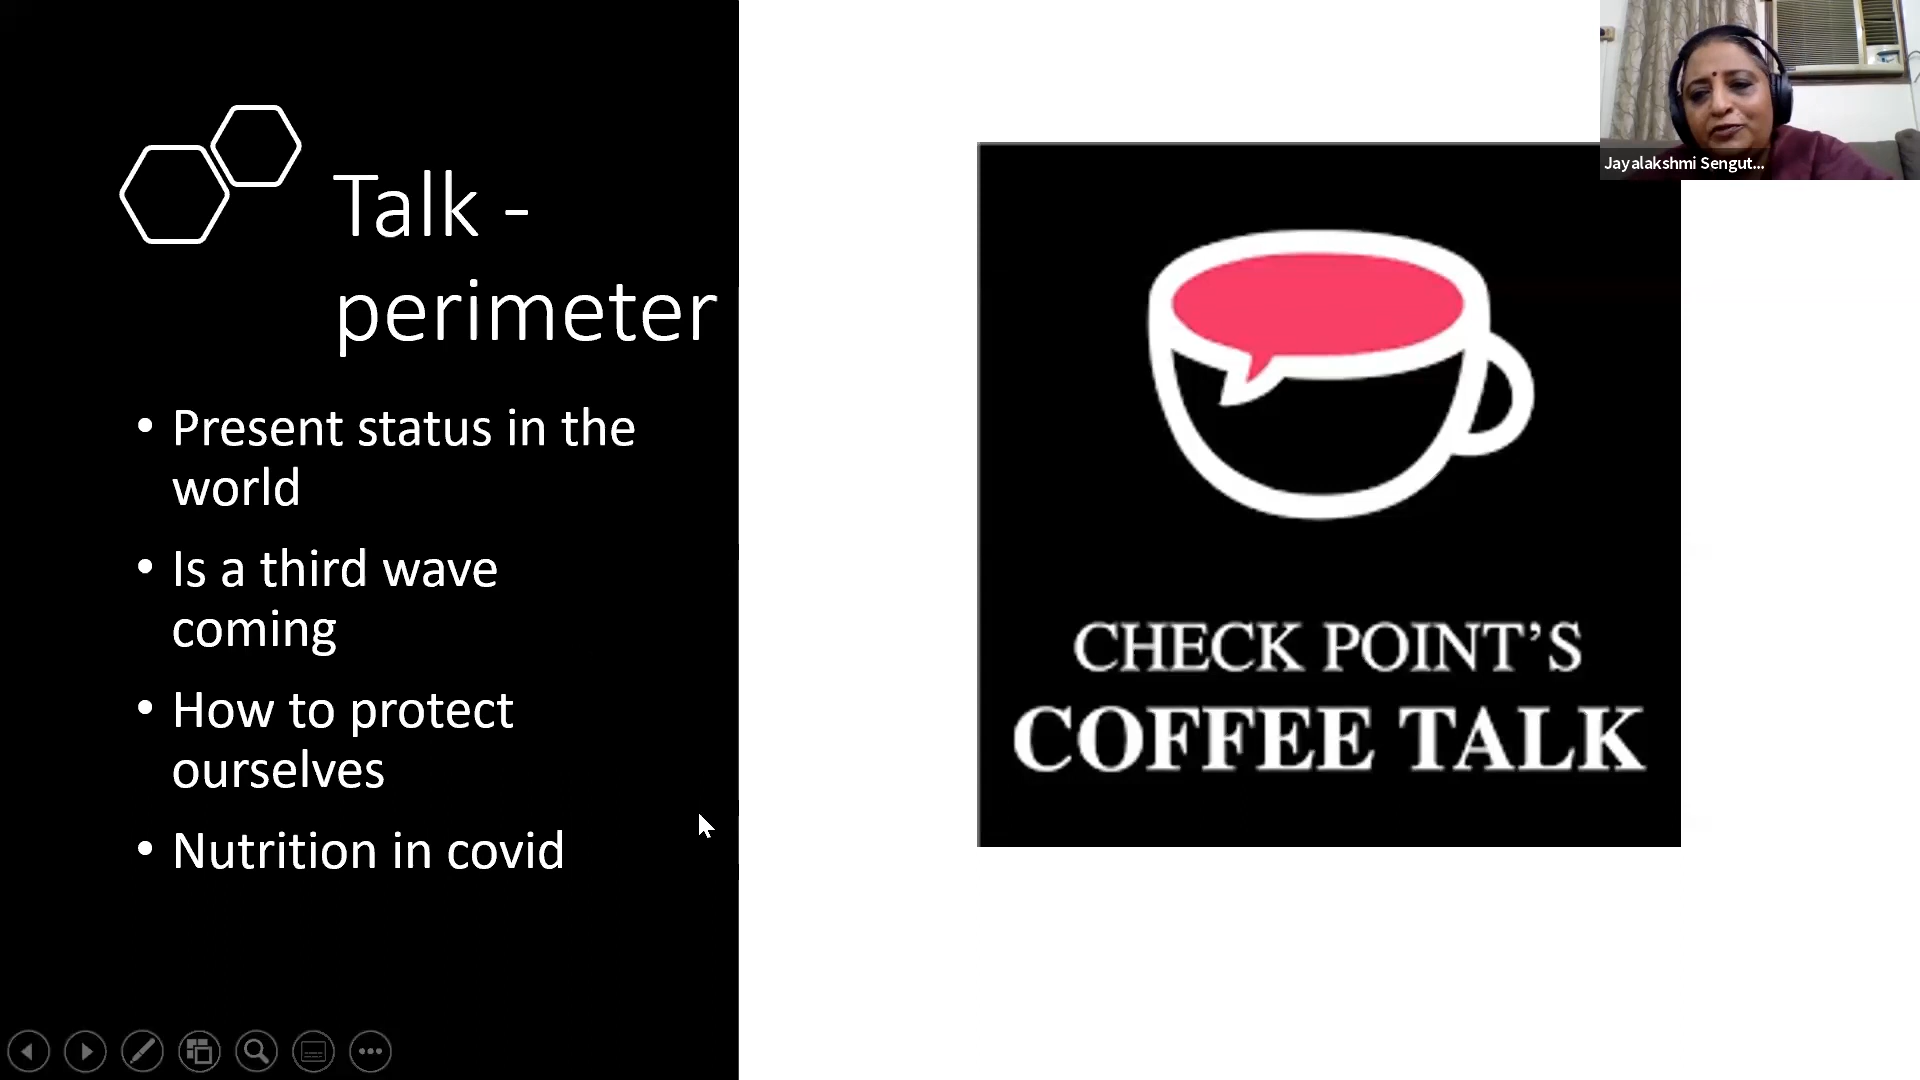 Talk -
perimeter
• Present status in the
world
• Is a third wave
coming
• How to protect
ourselves
• Nutrition in covid
CHECK POINT’S
COFFEE TALK
Jayalakshmi Sengut...